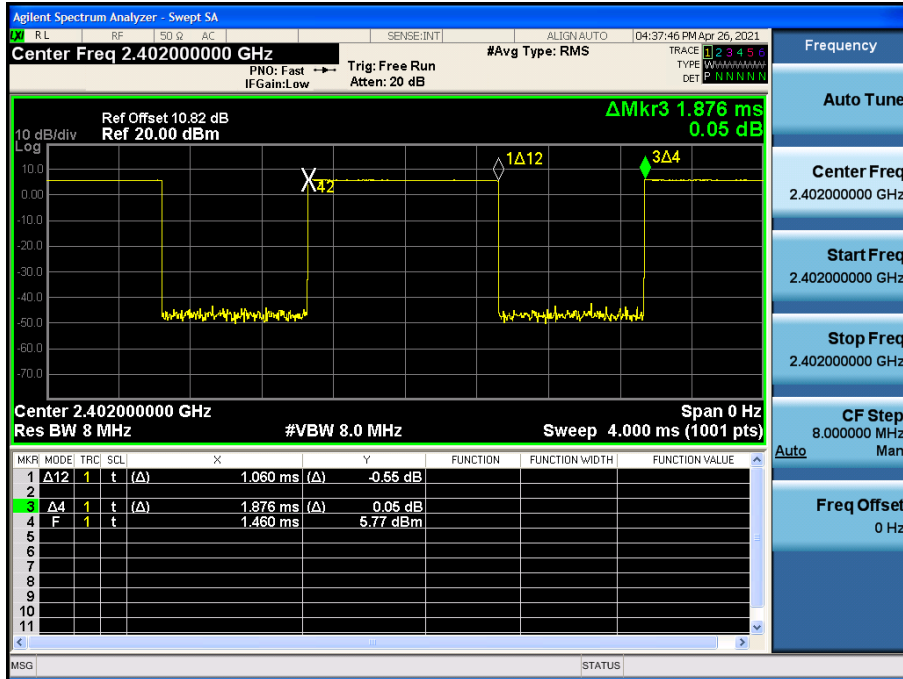 Agilent Spectrum Analyzer - Swept SA
LXI RL RF 50 Ω AC SENSE:INT ALIGN AUTO 04:37:46 PM Apr 26, 2021
Center Freq 2.402000000 GHz
PNO: Fast
IFGain:Low
Trig: Free Run
Atten: 20 dB
#Avg Type: RMS
TRACE 1 2 3 4 5 6
TYPE W
DET P N N N N N
Frequency
Ref Offset 10.82 dB
Ref 20.00 dBm
10 dB/div
Log
ΔMkr3 1.876 ms
0.05 dB
10.0
0.00
-10.0
-20.0
-30.0
-40.0
-50.0
-60.0
-70.0
X42
1Δ12
3Δ4
Center 2.402000000 GHz Span 0 Hz
Res BW 8 MHz #VBW 8.0 MHz Sweep 4.000 ms (1001 pts)
MKR MODE TRC SCL X Y FUNCTION FUNCTION WIDTH FUNCTION VALUE
1 Δ12 1 t (Δ) 1.060 ms (Δ) -0.55 dB
2
3 Δ4 1 t (Δ) 1.876 ms (Δ) 0.05 dB
4 F 1 t 1.460 ms 5.77 dBm
5
6
7
8
9
10
11
MSG STATUS
Auto Tune
Center Freq
2.402000000 GHz
Start Freq
2.402000000 GHz
Stop Freq
2.402000000 GHz
CF Step
8.000000 MHz
Auto Man
Freq Offset
0 Hz